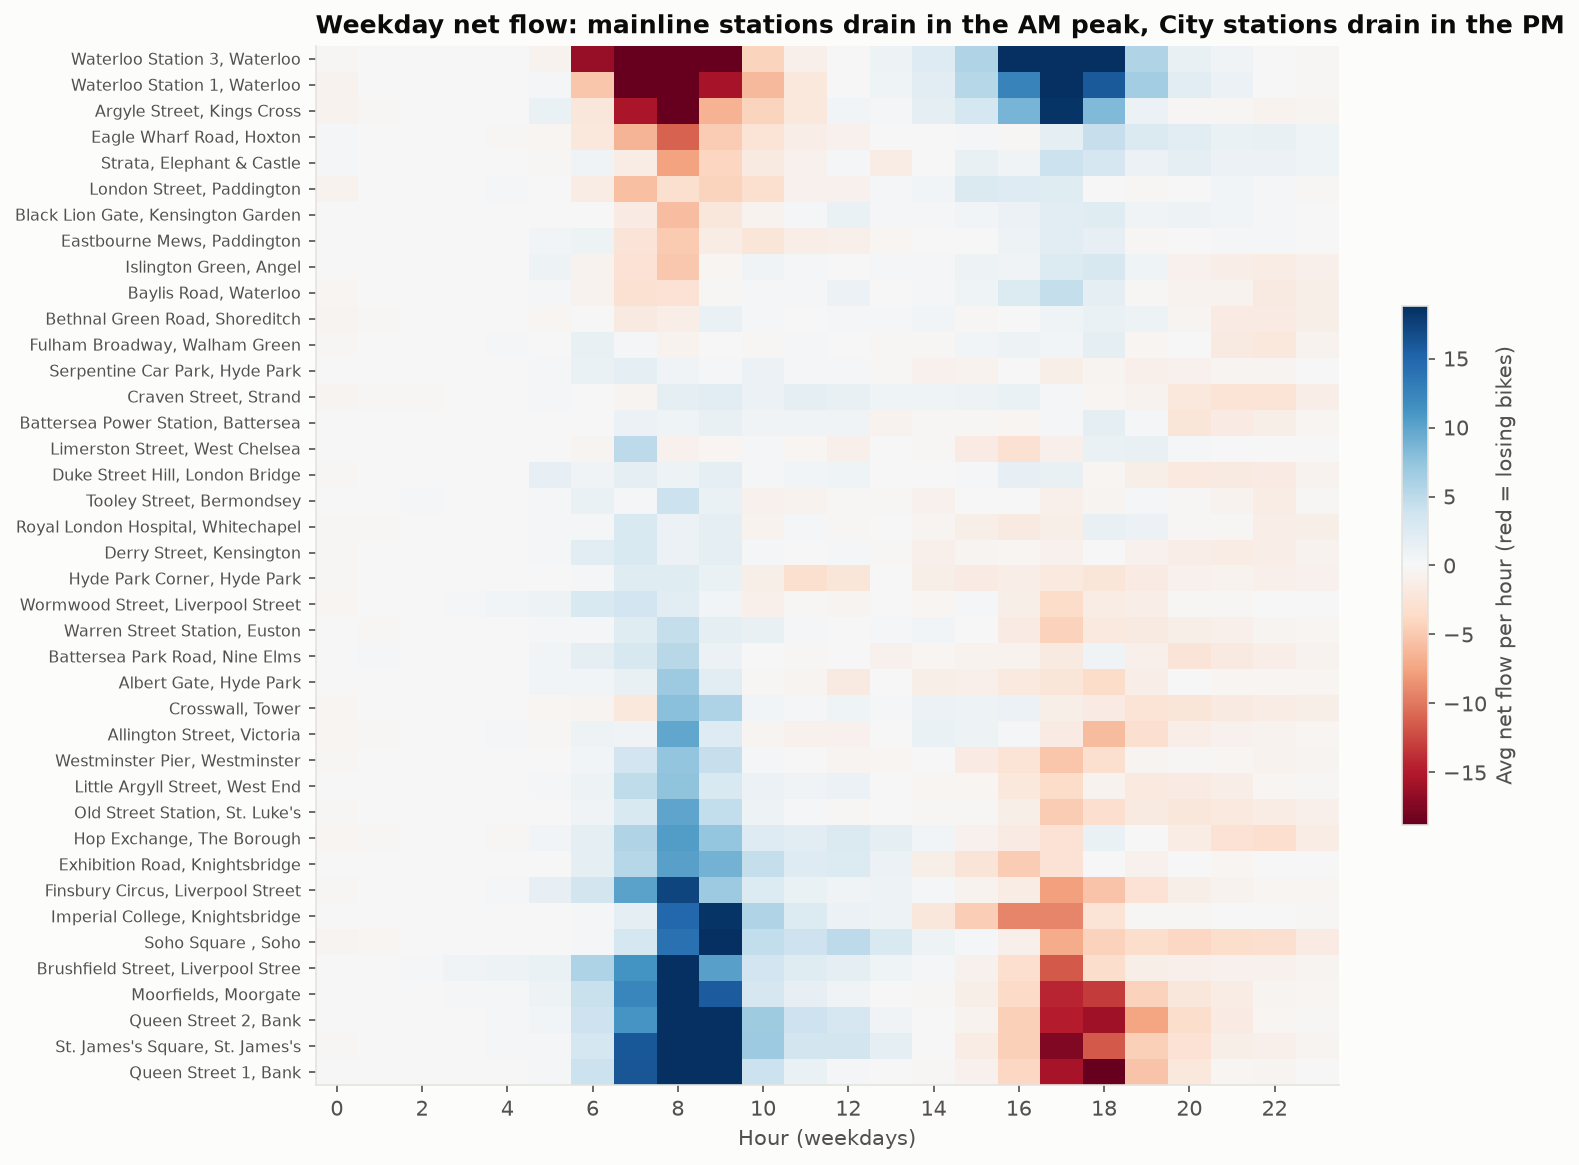 Weekday net flow: mainline stations drain in the AM peak, City stations drain in the PM
Waterloo Station 3, Waterloo
Waterloo Station 1, Waterloo
Argyle Street, Kings Cross
Eagle Wharf Road, Hoxton
Strata, Elephant & Castle
London Street, Paddington
Black Lion Gate, Kensington Garden
Eastbourne Mews, Paddington
Islington Green, Angel
Baylis Road, Waterloo
Bethnal Green Road, Shoreditch
Fulham Broadway, Walham Green
Serpentine Car Park, Hyde Park
Craven Street, Strand
Battersea Power Station, Battersea
Limerston Street, West Chelsea
Duke Street Hill, London Bridge
Tooley Street, Bermondsey
Royal London Hospital, Whitechapel
Derry Street, Kensington
Hyde Park Corner, Hyde Park
Wormwood Street, Liverpool Street
Warren Street Station, Euston
Battersea Park Road, Nine Elms
Albert Gate, Hyde Park
Crosswall, Tower
Allington Street, Victoria
Westminster Pier, Westminster
Little Argyll Street, West End
Old Street Station, St. Luke's
Hop Exchange, The Borough
Exhibition Road, Knightsbridge
Finsbury Circus, Liverpool Street
Imperial College, Knightsbridge
Soho Square , Soho
Brushfield Street, Liverpool Stree
Moorfields, Moorgate
Queen Street 2, Bank
St. James's Square, St. James's
Queen Street 1, Bank
0 2 4 6 8 10 12 14 16 18 20 22
Hour (weekdays)
15
10
5
0
−5
−10
−15
Avg net flow per hour (red = losing bikes)